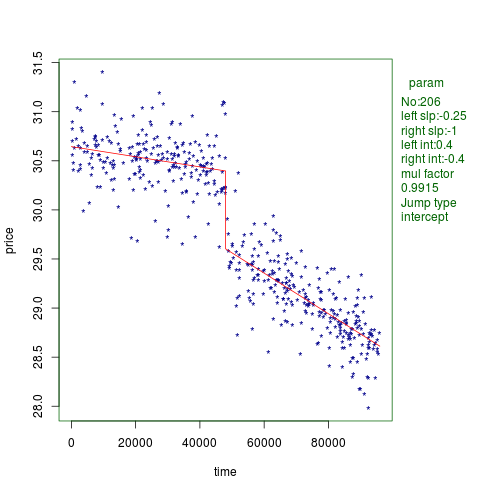 31.5
31.0
30.5
30.0
29.5
29.0
28.5
28.0
price
0
20000
40000
60000
80000
time
param
No:206
left slp:-0.25
right slp:-1
left int:0.4
right int:-0.4
mul factor
0.9915
Jump type
intercept